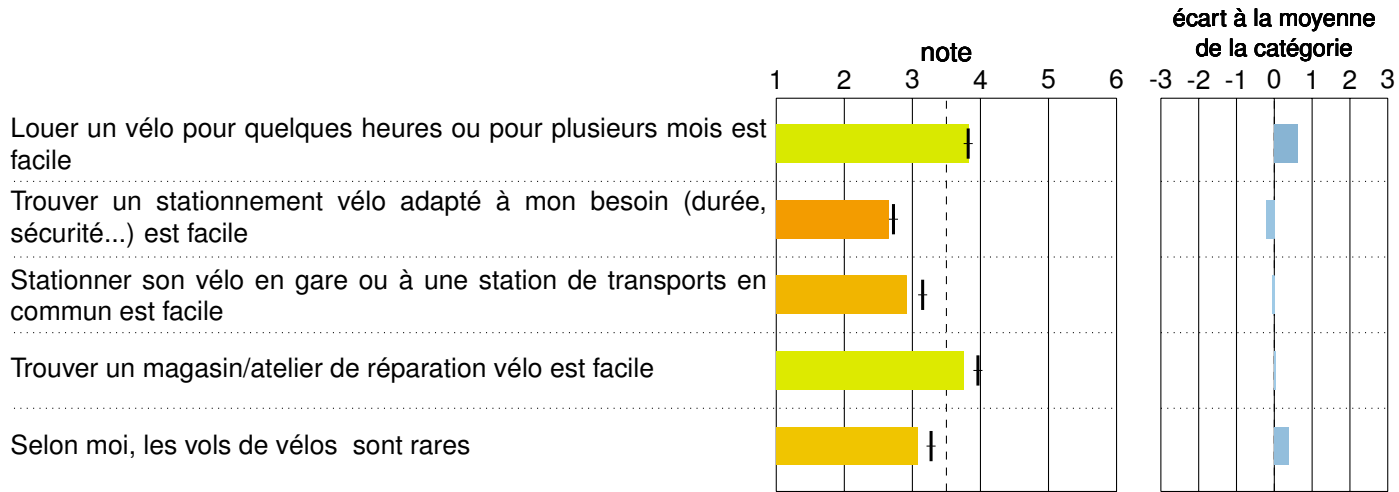 écart à la moyenne
de la catégorie
note
1 2 3 4 5 6
-3 -2 -1 0 1 2 3
Louer un vélo pour quelques heures ou pour plusieurs mois est
facile
Trouver un stationnement vélo adapté à mon besoin (durée,
sécurité...) est facile
Stationner son vélo en gare ou à une station de transports en
commun est facile
Trouver un magasin/atelier de réparation vélo est facile
Selon moi, les vols de vélos sont rares